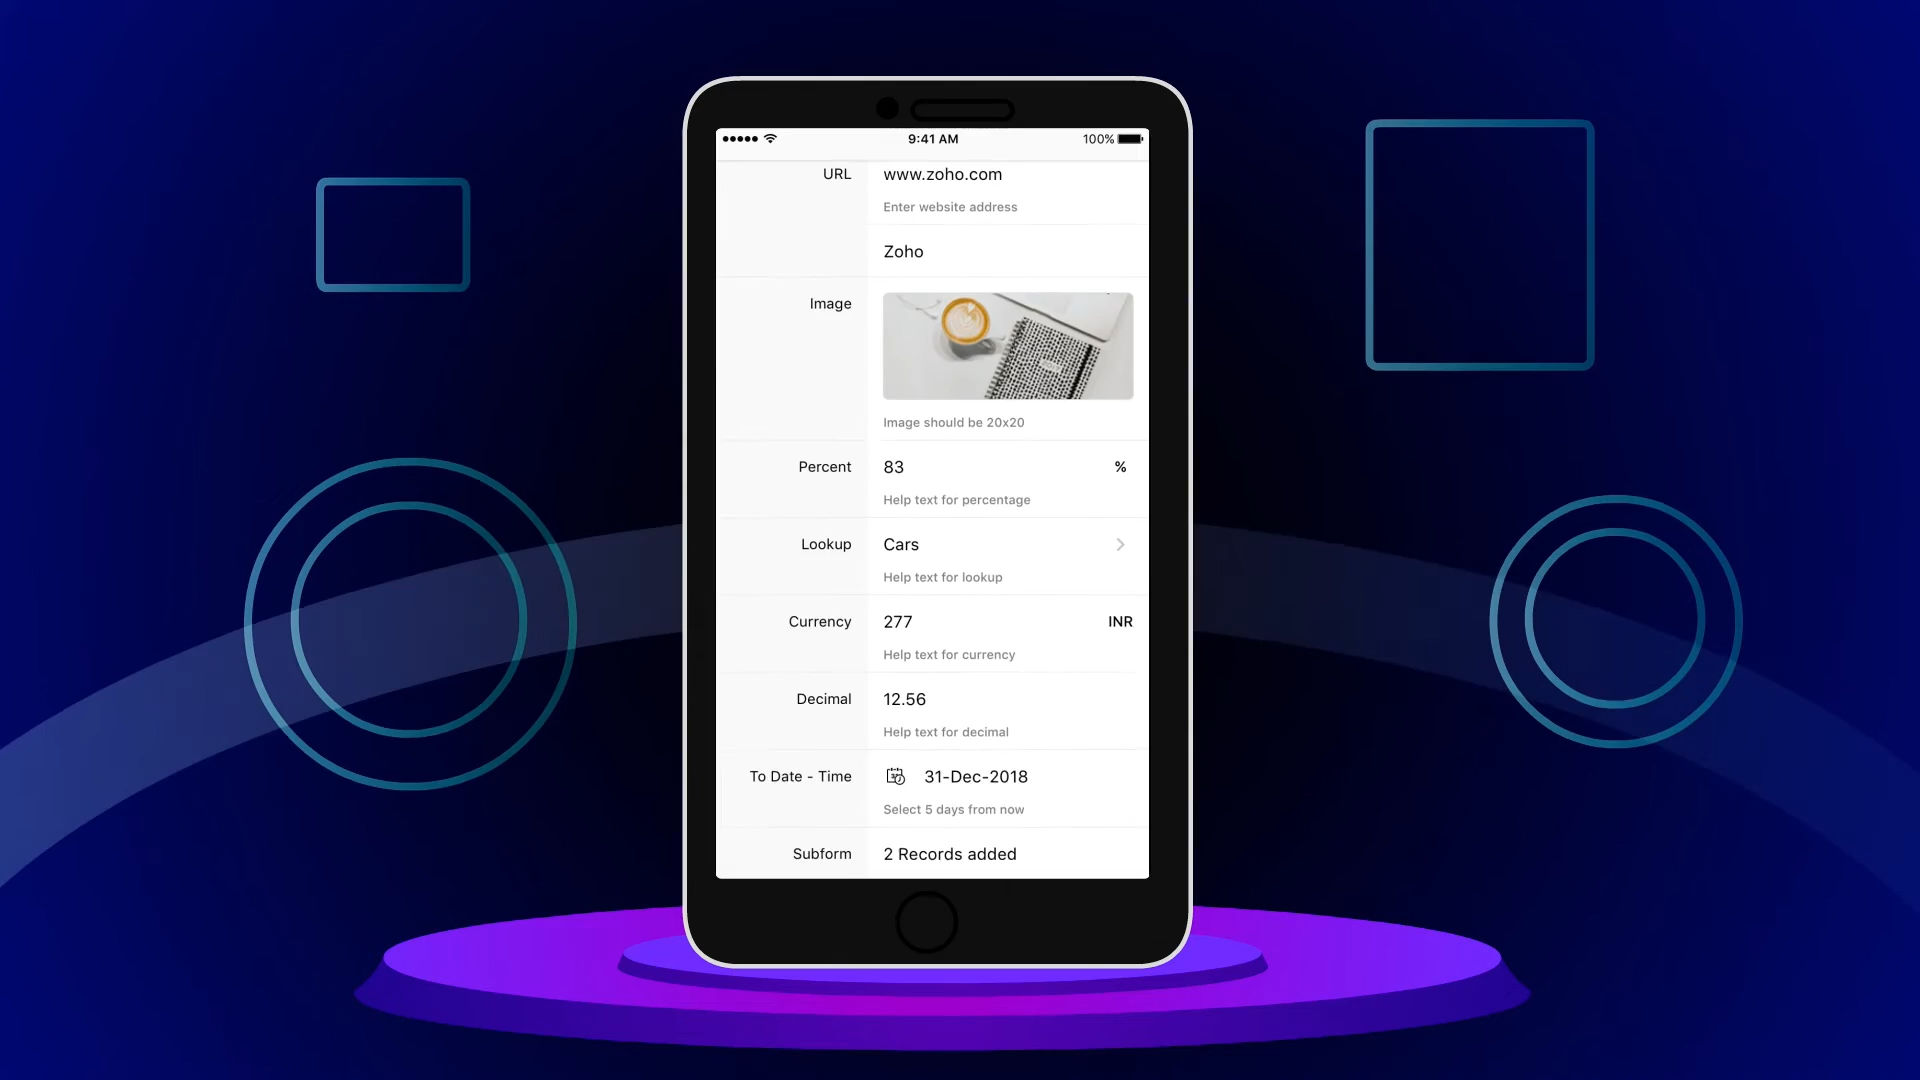 9:41 AM 100%
URL www.zoho.com
Enter website address
Zoho
Image
Image should be 20x20
Percent 83 %
Help text for percentage
Lookup Cars
Help text for lookup
Currency 277 INR
Help text for currency
Decimal 12.56
Help text for decimal
To Date - Time 31-Dec-2018
Select 5 days from now
Subform 2 Records added